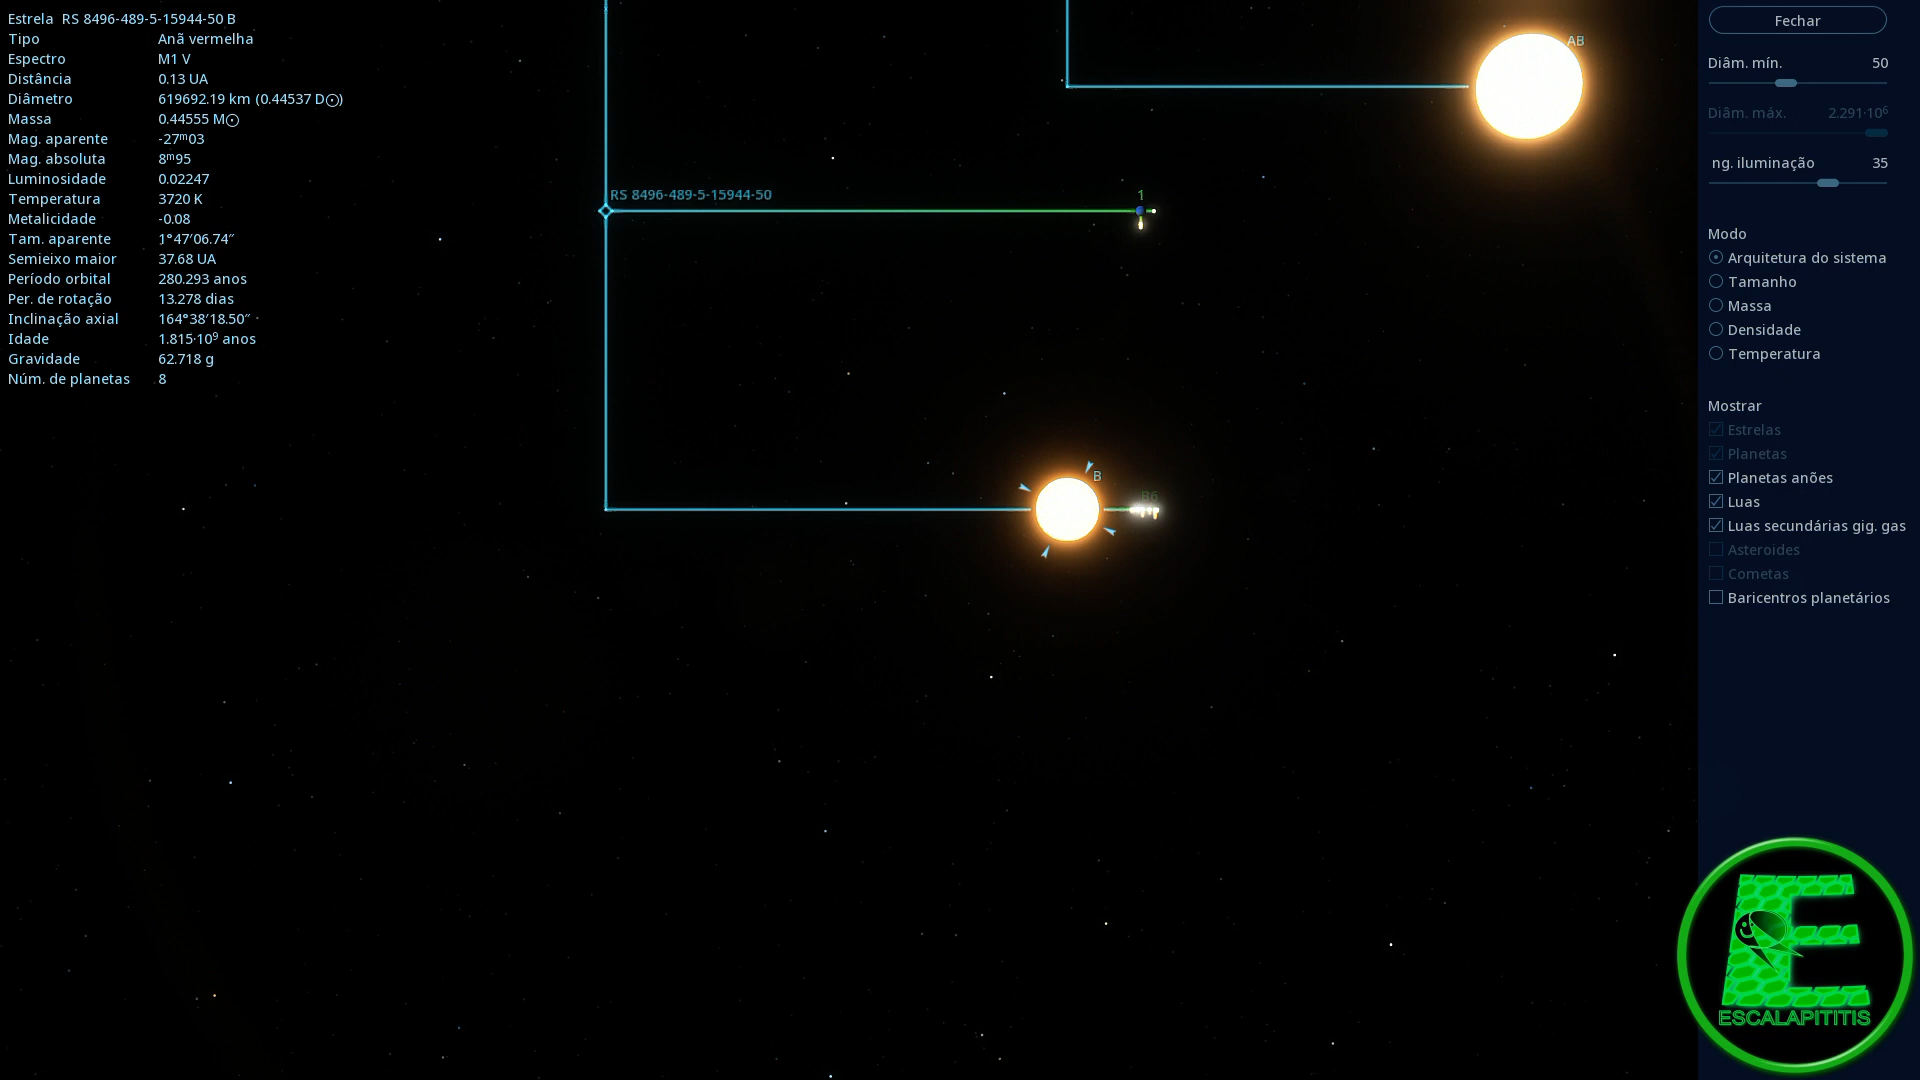 Estrela RS 8496-489-5-15944-50 B
Tipo Anã vermelha
Espectro M1 V
Distância 0.13 UA
Diâmetro 619692.19 km (0.44537 D☉)
Massa 0.44555 M☉
Mag. aparente -27ᵐ03
Mag. absoluta 8ᵐ95
Luminosidade 0.02247
Temperatura 3720 K
Metalicidade -0.08
Tam. aparente 1°47′06.74″
Semieixo maior 37.68 UA
Período orbital 280.293 anos
Per. de rotação 13.278 dias
Inclinação axial 164°38′18.50″
Idade 1.815·10⁹ anos
Gravidade 62.718 g
Núm. de planetas 8
AB
RS 8496-489-5-15944-50
1
B
B6
Fechar
Diâm. mín. 50
Diâm. máx. 2.291·10⁶
ng. iluminação 35
Modo
Arquitetura do sistema
Tamanho
Massa
Densidade
Temperatura
Mostrar
Estrelas
Planetas
Planetas anões
Luas
Luas secundárias gig. gas
Asteroides
Cometas
Baricentros planetários
E
ESCALAPITITIS